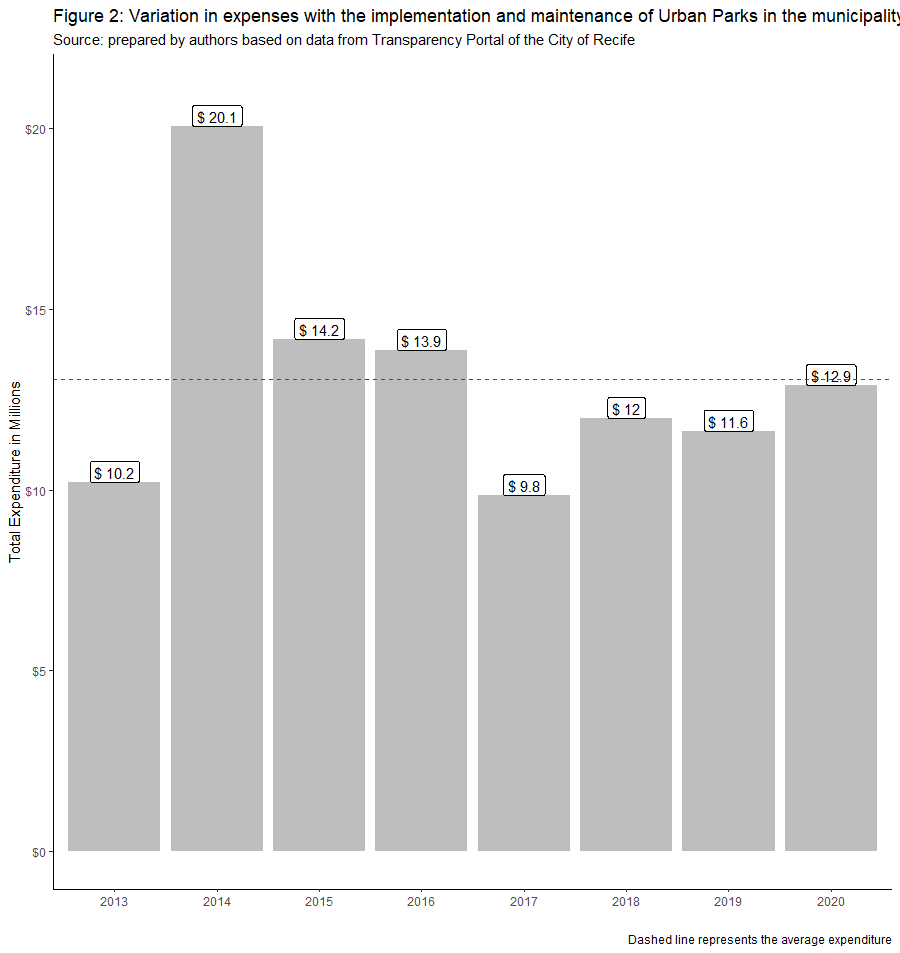 Figure 2: Variation in expenses with the implementation and maintenance of Urban Parks in the municipality
Source: prepared by authors based on data from Transparency Portal of the City of Recife
Total Expenditure in Millions
$20
$15
$10
$5
$0
$ 10.2
$ 20.1
$ 14.2
$ 13.9
$ 9.8
$ 12
$ 11.6
$ 12.9
2013 2014 2015 2016 2017 2018 2019 2020
Dashed line represents the average expenditure